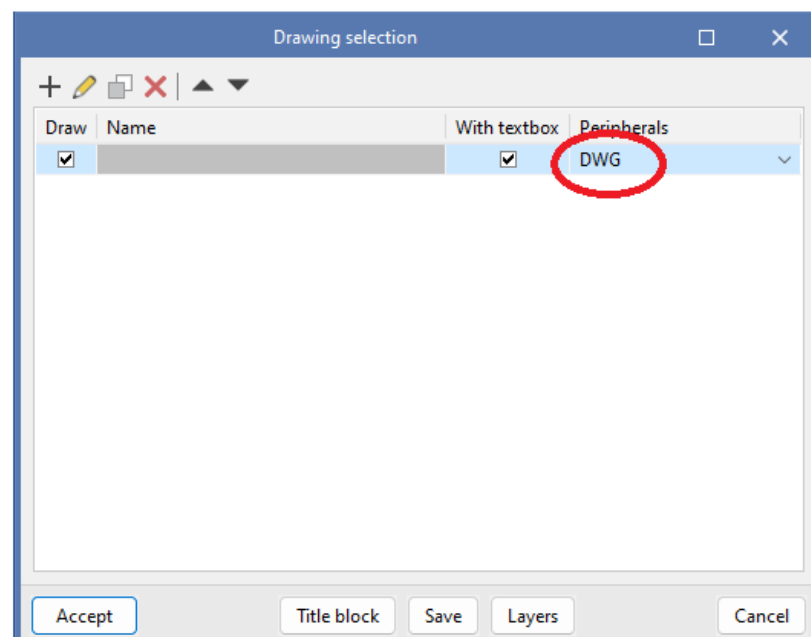 Drawing selection
Draw Name With textbox Peripherals
DWG
Accept Title block Save Layers Cancel